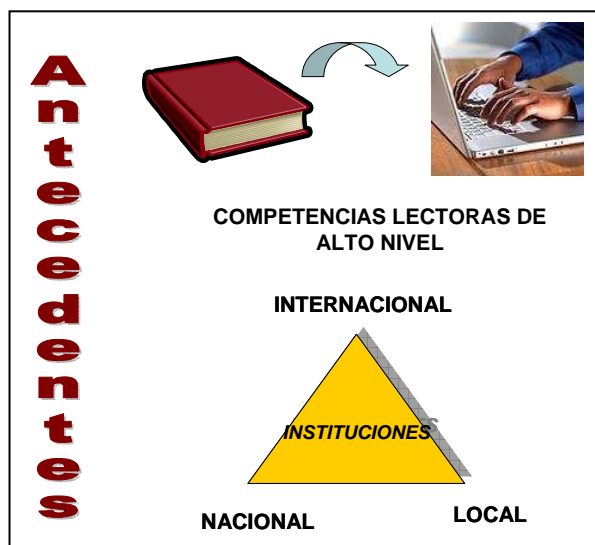 Antecedentes
COMPETENCIAS LECTORAS DE
ALTO NIVEL
INTERNACIONAL
INSTITUCIONES
NACIONAL
LOCAL